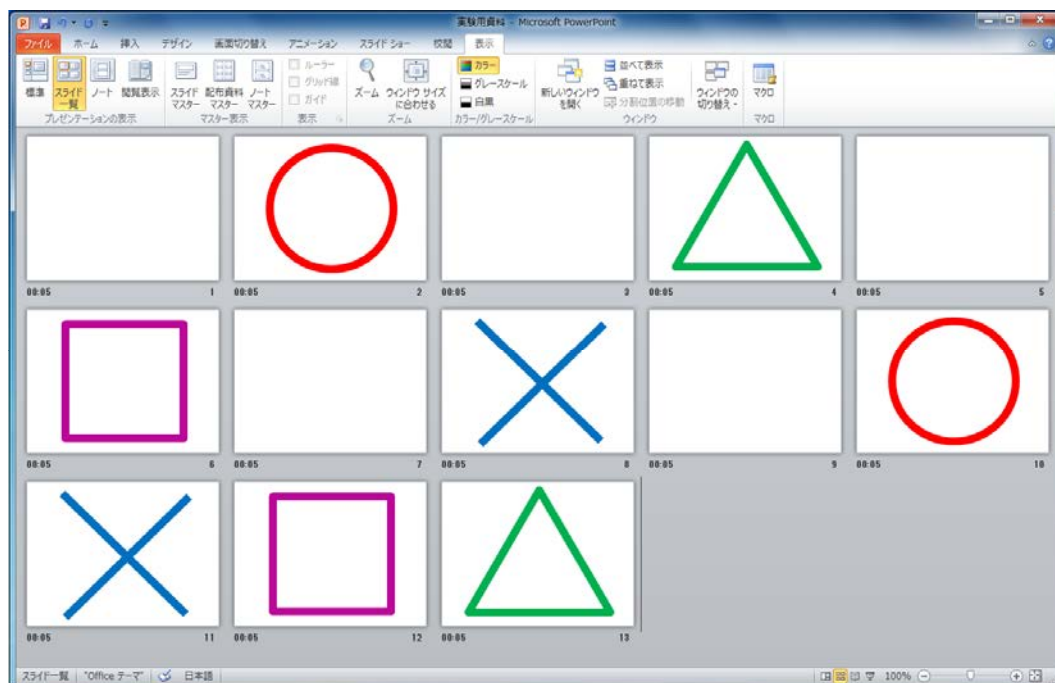 実験用資料 - Microsoft PowerPoint
ファイル ホーム 挿入 デザイン 画面切り替え アニメーション スライド ショー 校閲 表示
標準 スライド一覧 ノート 閲覧表示
プレゼンテーションの表示
スライド マスター 配布資料 マスター ノート マスター
マスター表示
ルーラー
グリッド線
ガイド
表示
ズーム ウィンドウ サイズに合わせる
ズーム
カラー
グレースケール
白黒
カラー/グレースケール
新しいウィンドウを開く
並べて表示
重ねて表示
分割位置の移動
ウィンドウの切り替え
ウィンドウ
マクロ
マクロ
00:05 1 00:05 2 00:05 3 00:05 4 00:05 5
00:05 6 00:05 7 00:05 8 00:05 9 00:05 10
00:05 11 00:05 12 00:05 13
スライド一覧 "Office テーマ" 日本語 100%